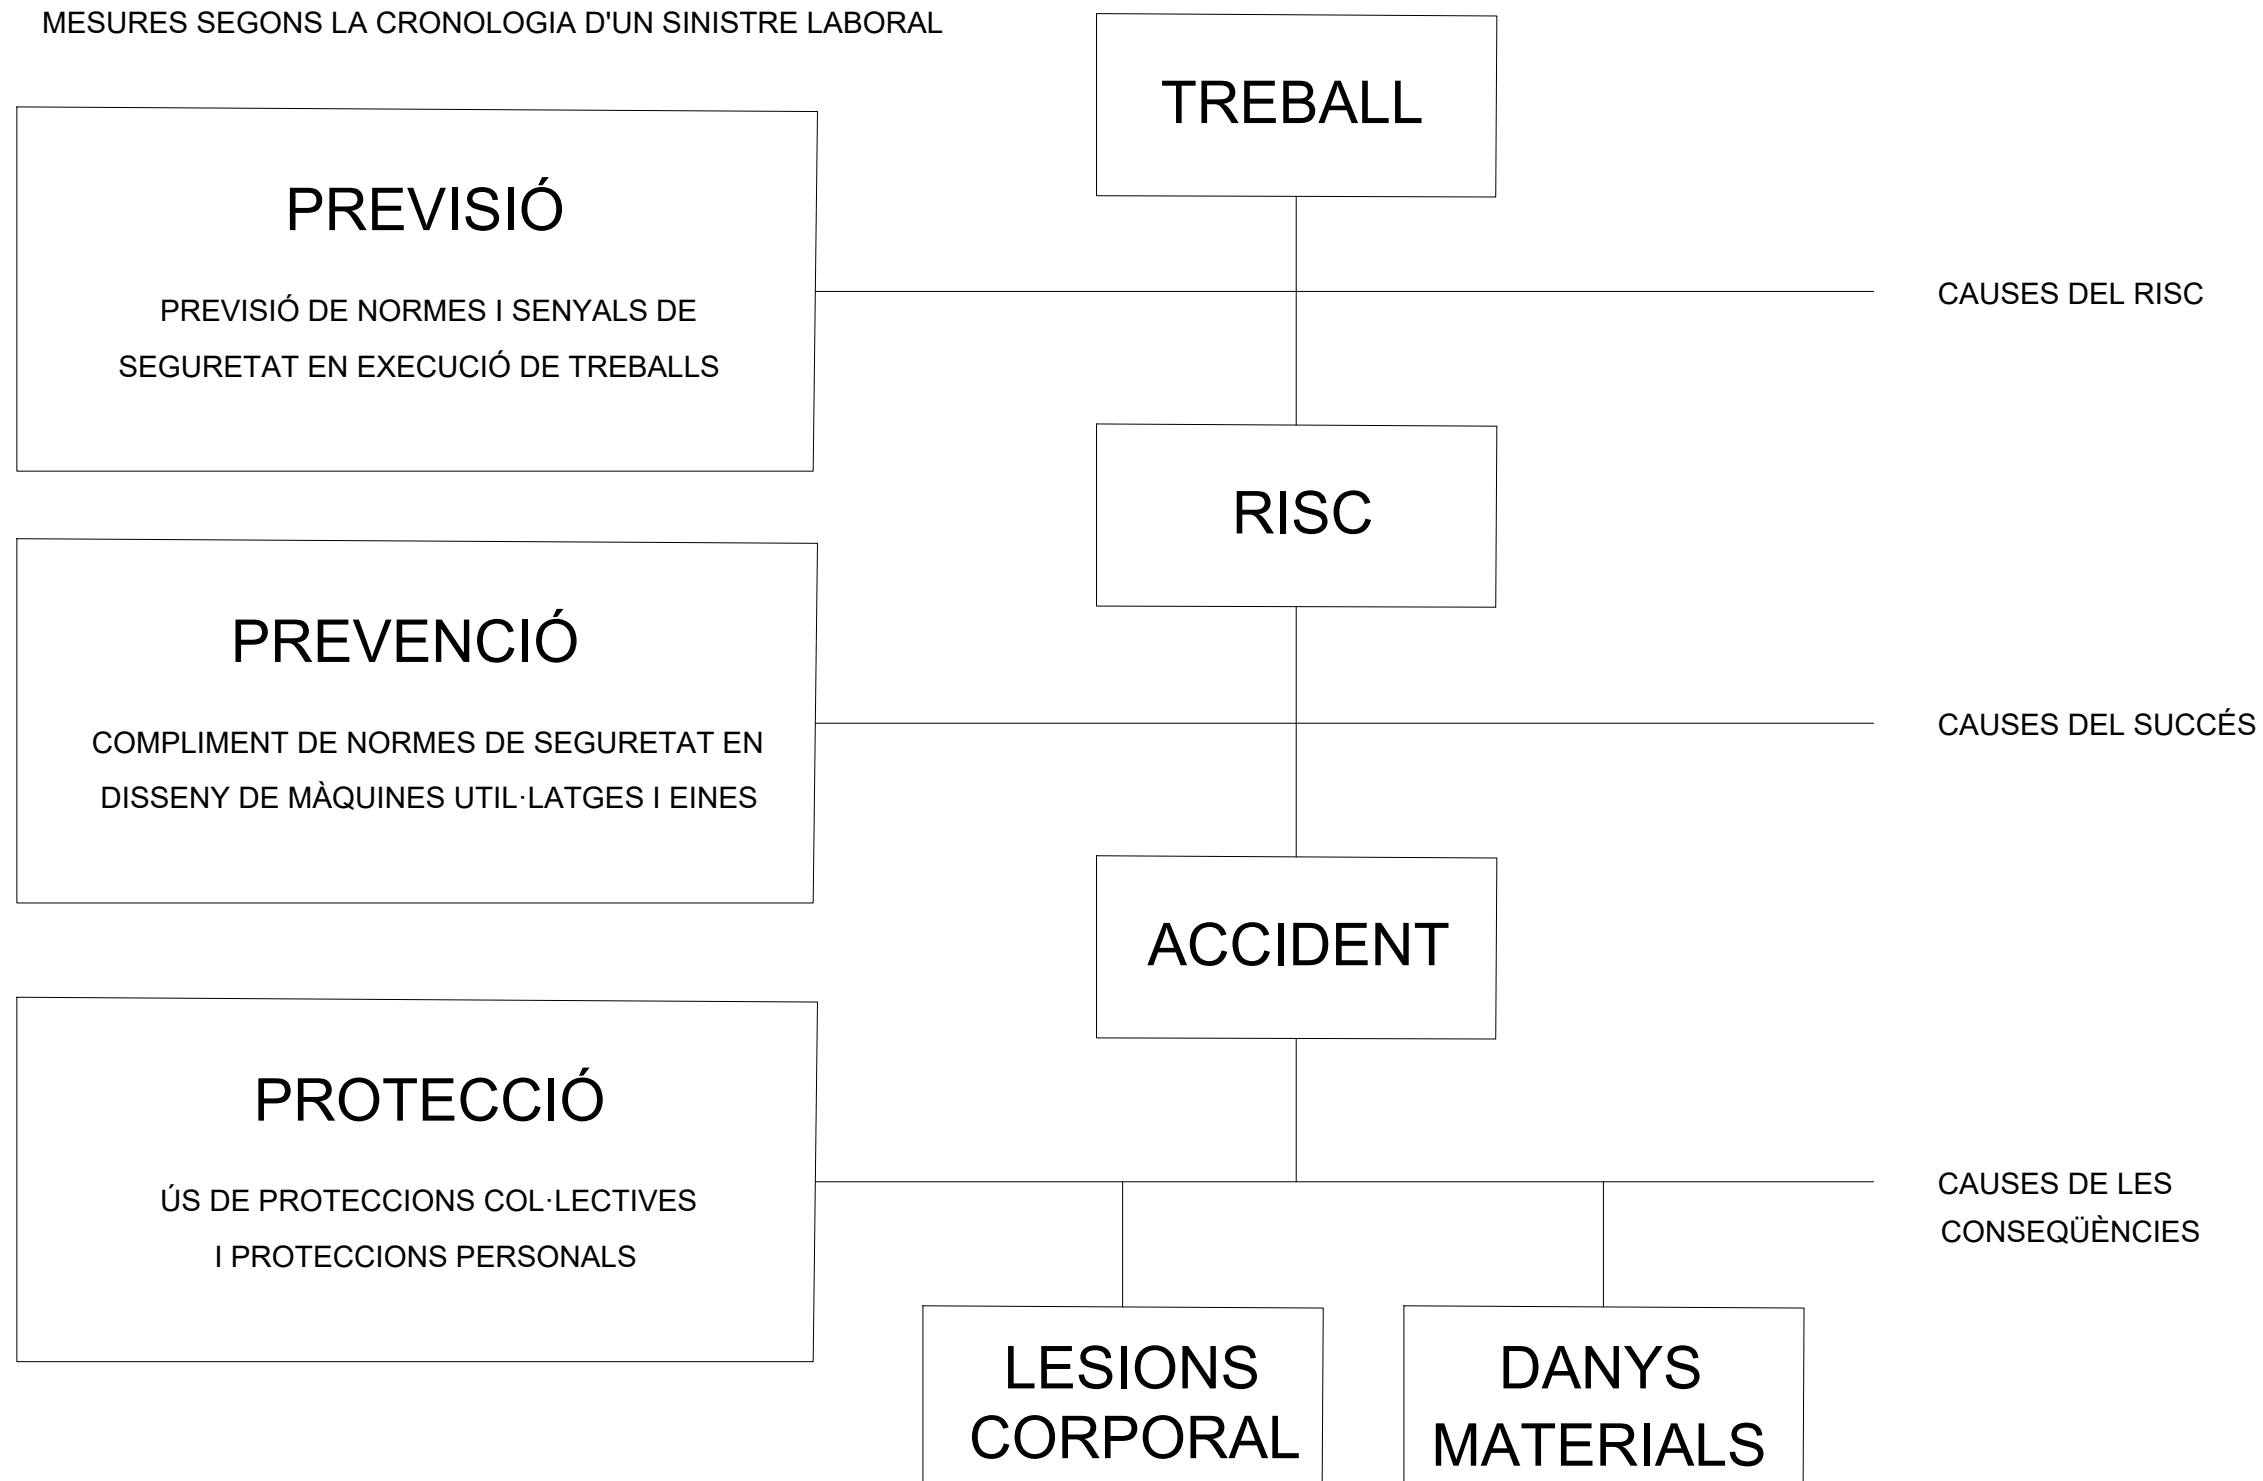 MESURES SEGONS LA CRONOLOGIA D'UN SINISTRE LABORAL
TREBALL
PREVISIÓ
PREVISIÓ DE NORMES I SENYALS DE
SEGURETAT EN EXECUCIÓ DE TREBALLS
CAUSES DEL RISC
RISC
PREVENCIÓ
COMPLIMENT DE NORMES DE SEGURETAT EN
DISSENY DE MÀQUINES UTIL·LATGES I EINES
CAUSES DEL SUCCÉS
ACCIDENT
PROTECCIÓ
ÚS DE PROTECCIONS COL·LECTIVES
I PROTECCIONS PERSONALS
CAUSES DE LES
CONSEQÜÈNCIES
LESIONS
CORPORAL
DANYS
MATERIALS